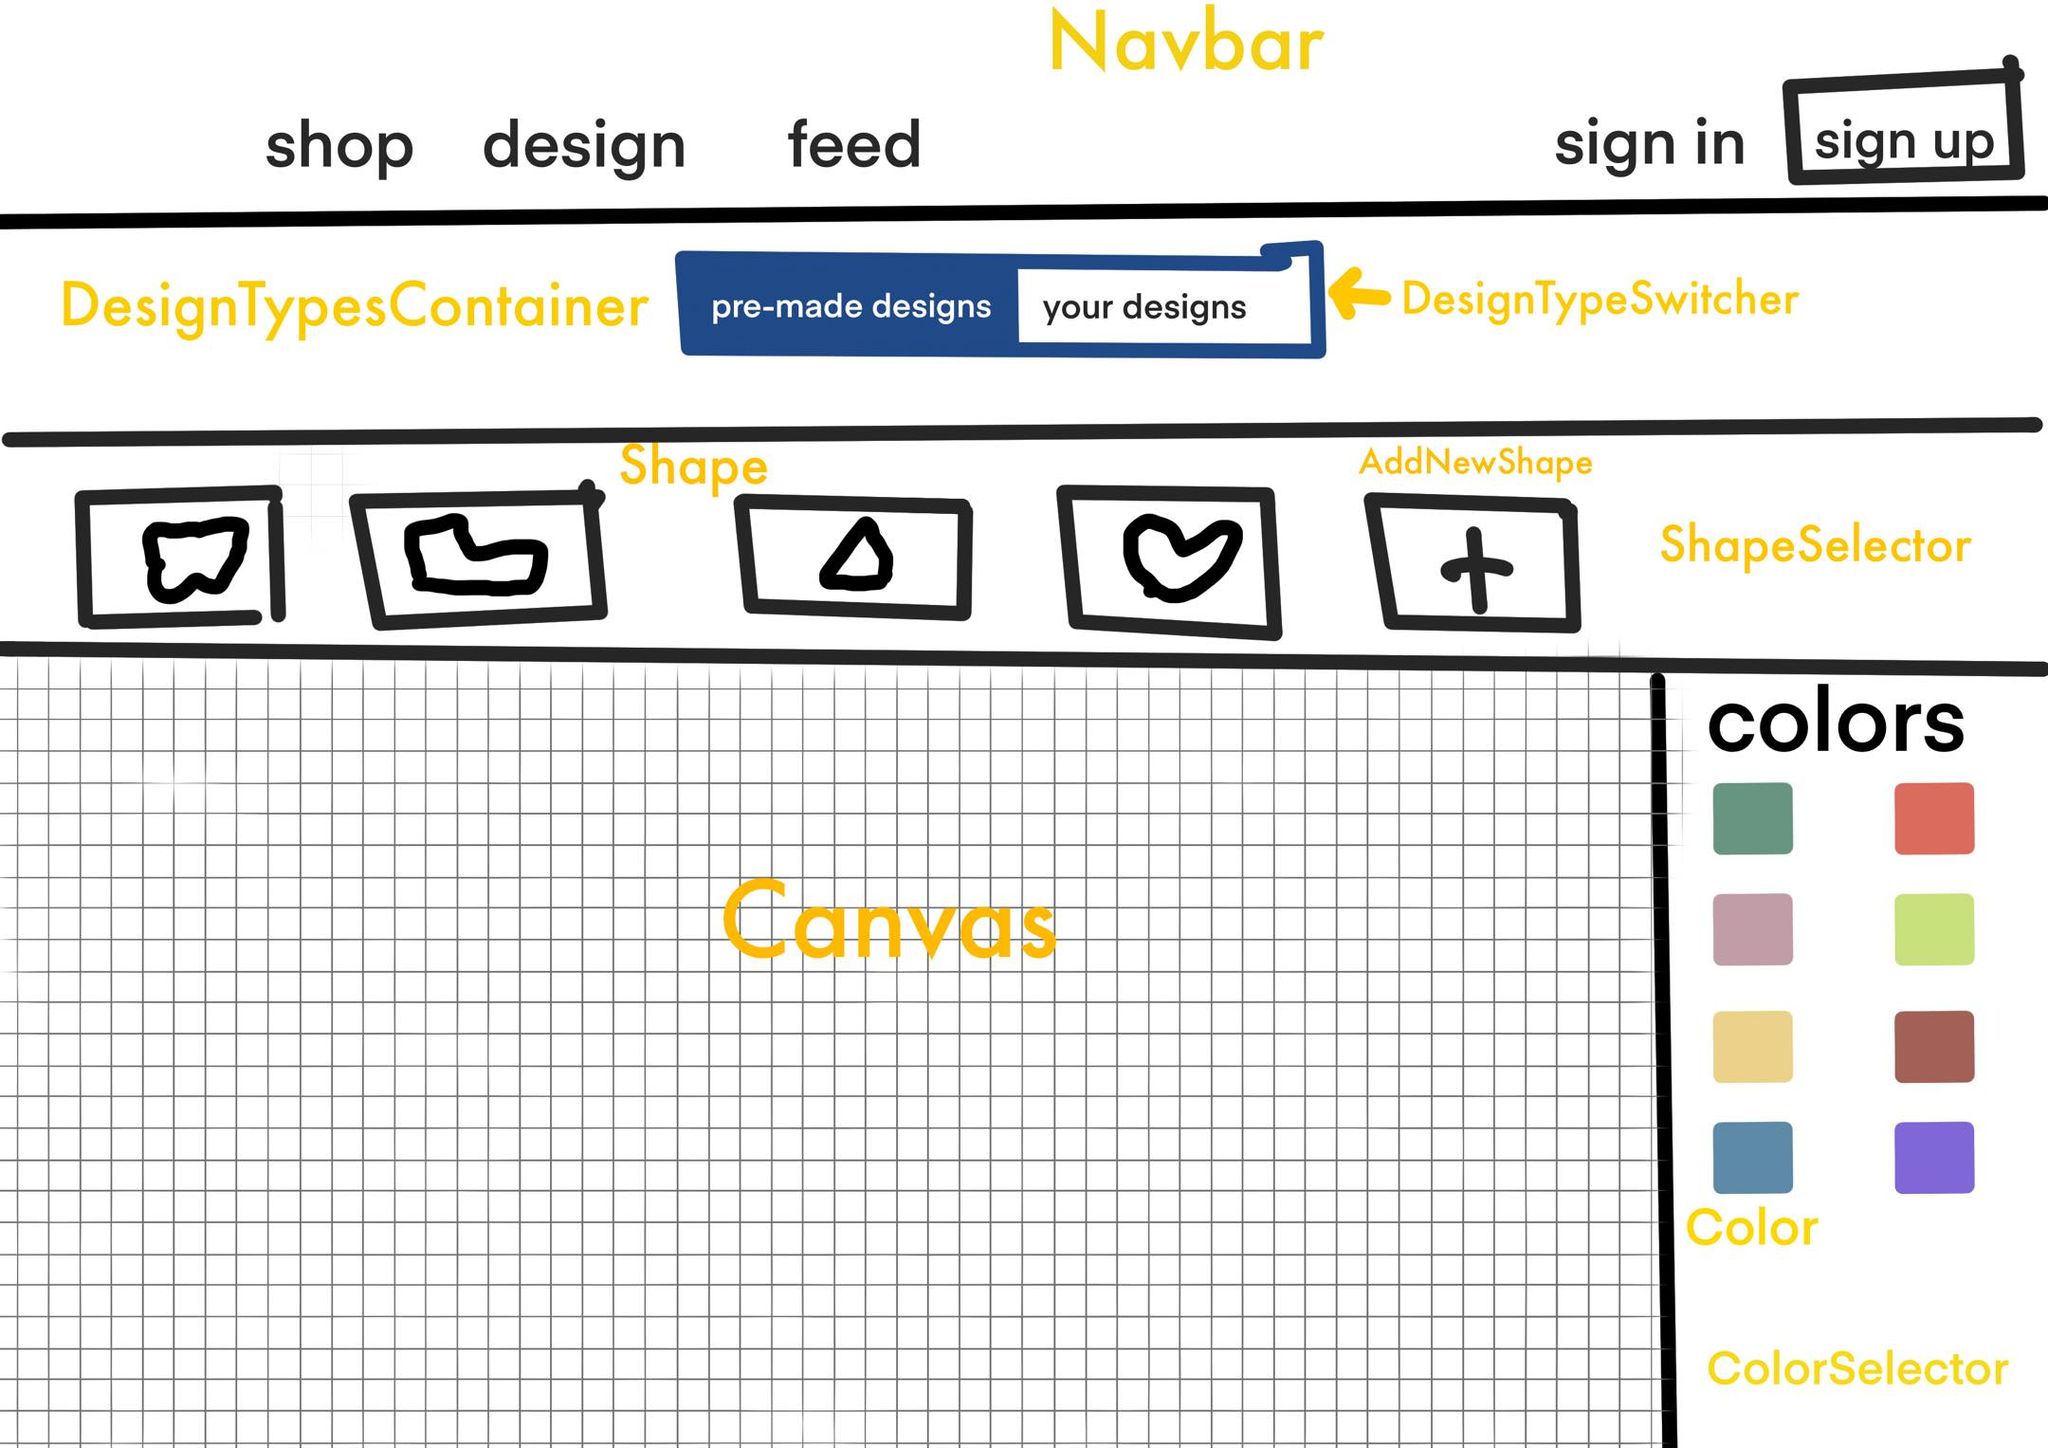 Navbar
shop design feed sign in sign up
DesignTypesContainer pre-made designs your designs DesignTypeSwitcher
Shape AddNewShape
ShapeSelector
colors
Canvas
Color
ColorSelector